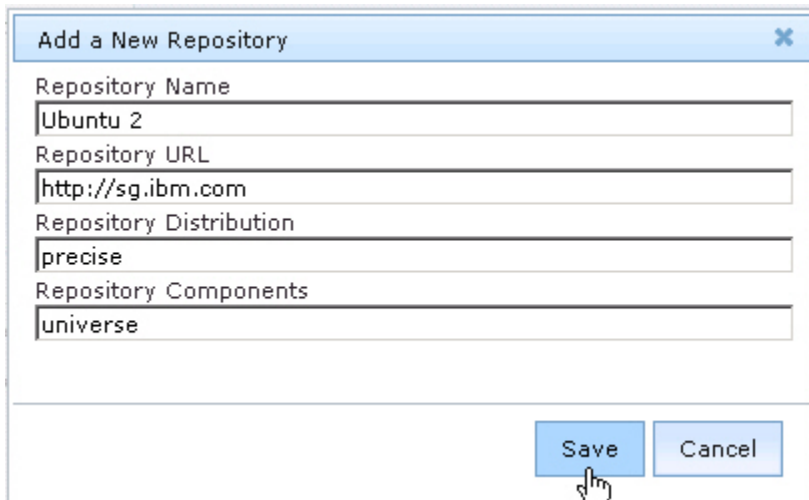 Add a New Repository
Repository Name
Ubuntu 2
Repository URL
http://sg.ibm.com
Repository Distribution
precise
Repository Components
universe
Save Cancel